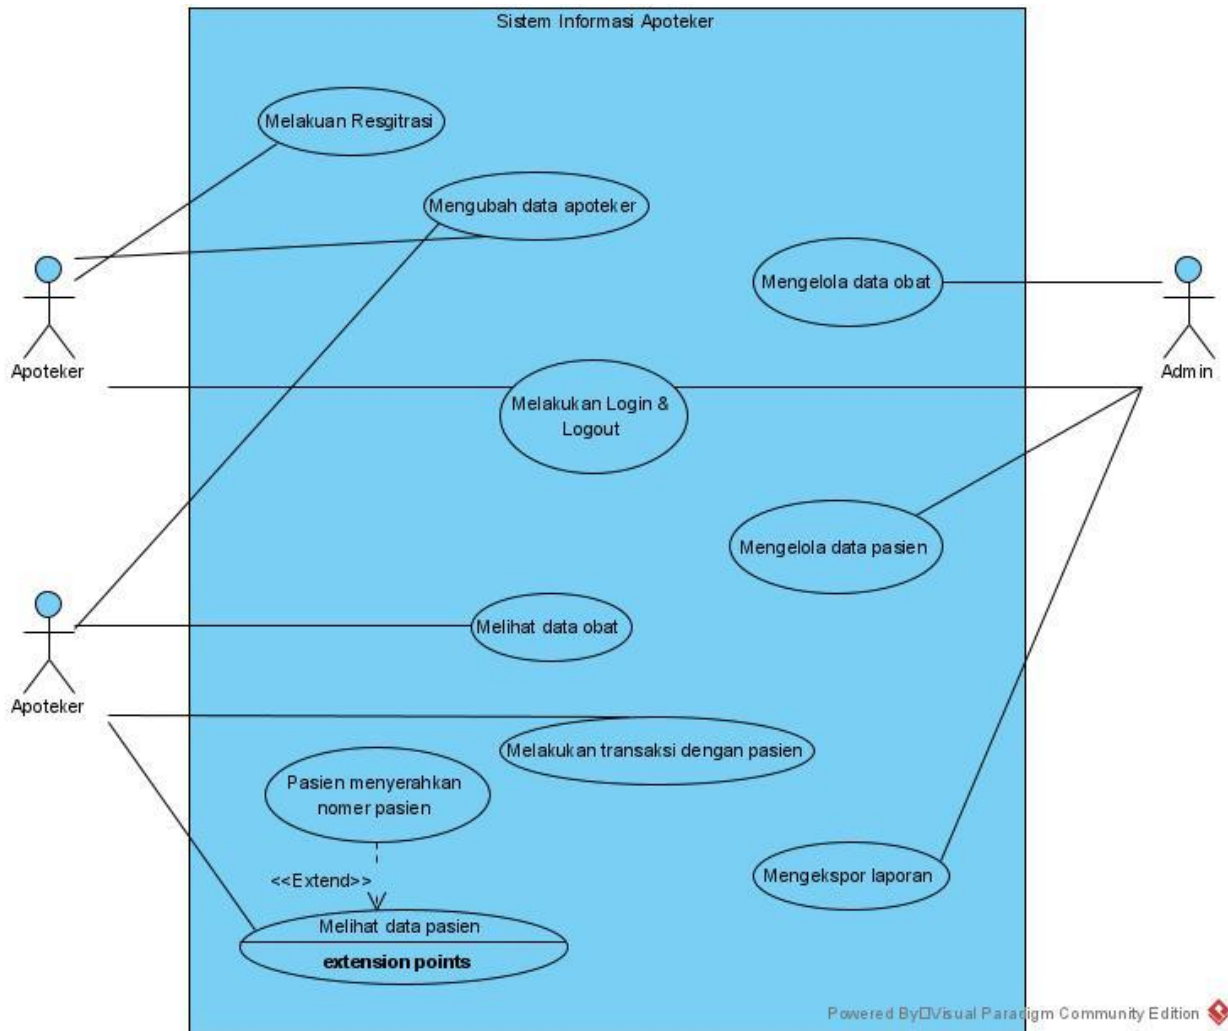 Sistem Informasi Apoteker
Melakuan Resgitrasi
Mengubah data apoteker
Mengelola data obat
Apoteker
Admin
Melakukan Login &
Logout
Mengelola data pasien
Melihat data obat
Apoteker
Melakukan transaksi dengan pasien
Pasien menyerahkan
nomer pasien
<<Extend>>
Mengekspor laporan
Melihat data pasien
extension points
Powered By□Visual Paradigm Community Edition